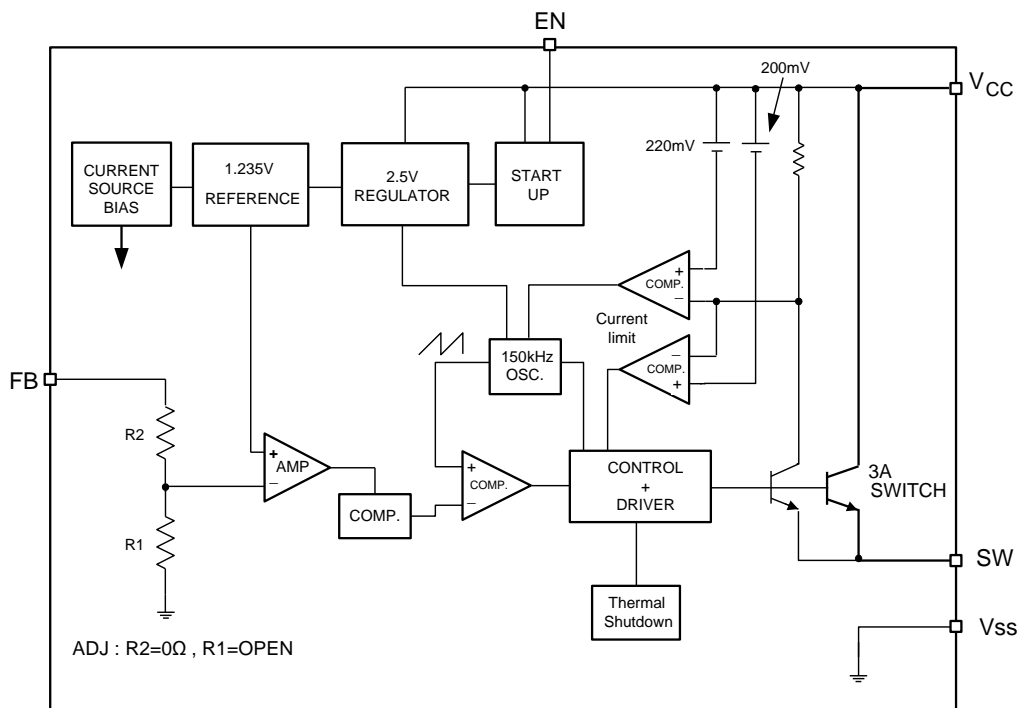 EN
200mV
VCC
220mV
CURRENT
SOURCE
BIAS
1.235V
REFERENCE
2.5V
REGULATOR
START
UP
+
COMP.
−
Current
limit
−
COMP.
+
150kHz
OSC.
FB
R2
+
AMP
−
+
COMP.
−
CONTROL
+
DRIVER
3A
SWITCH
COMP.
R1
SW
Thermal
Shutdown
Vss
ADJ : R2=0Ω , R1=OPEN